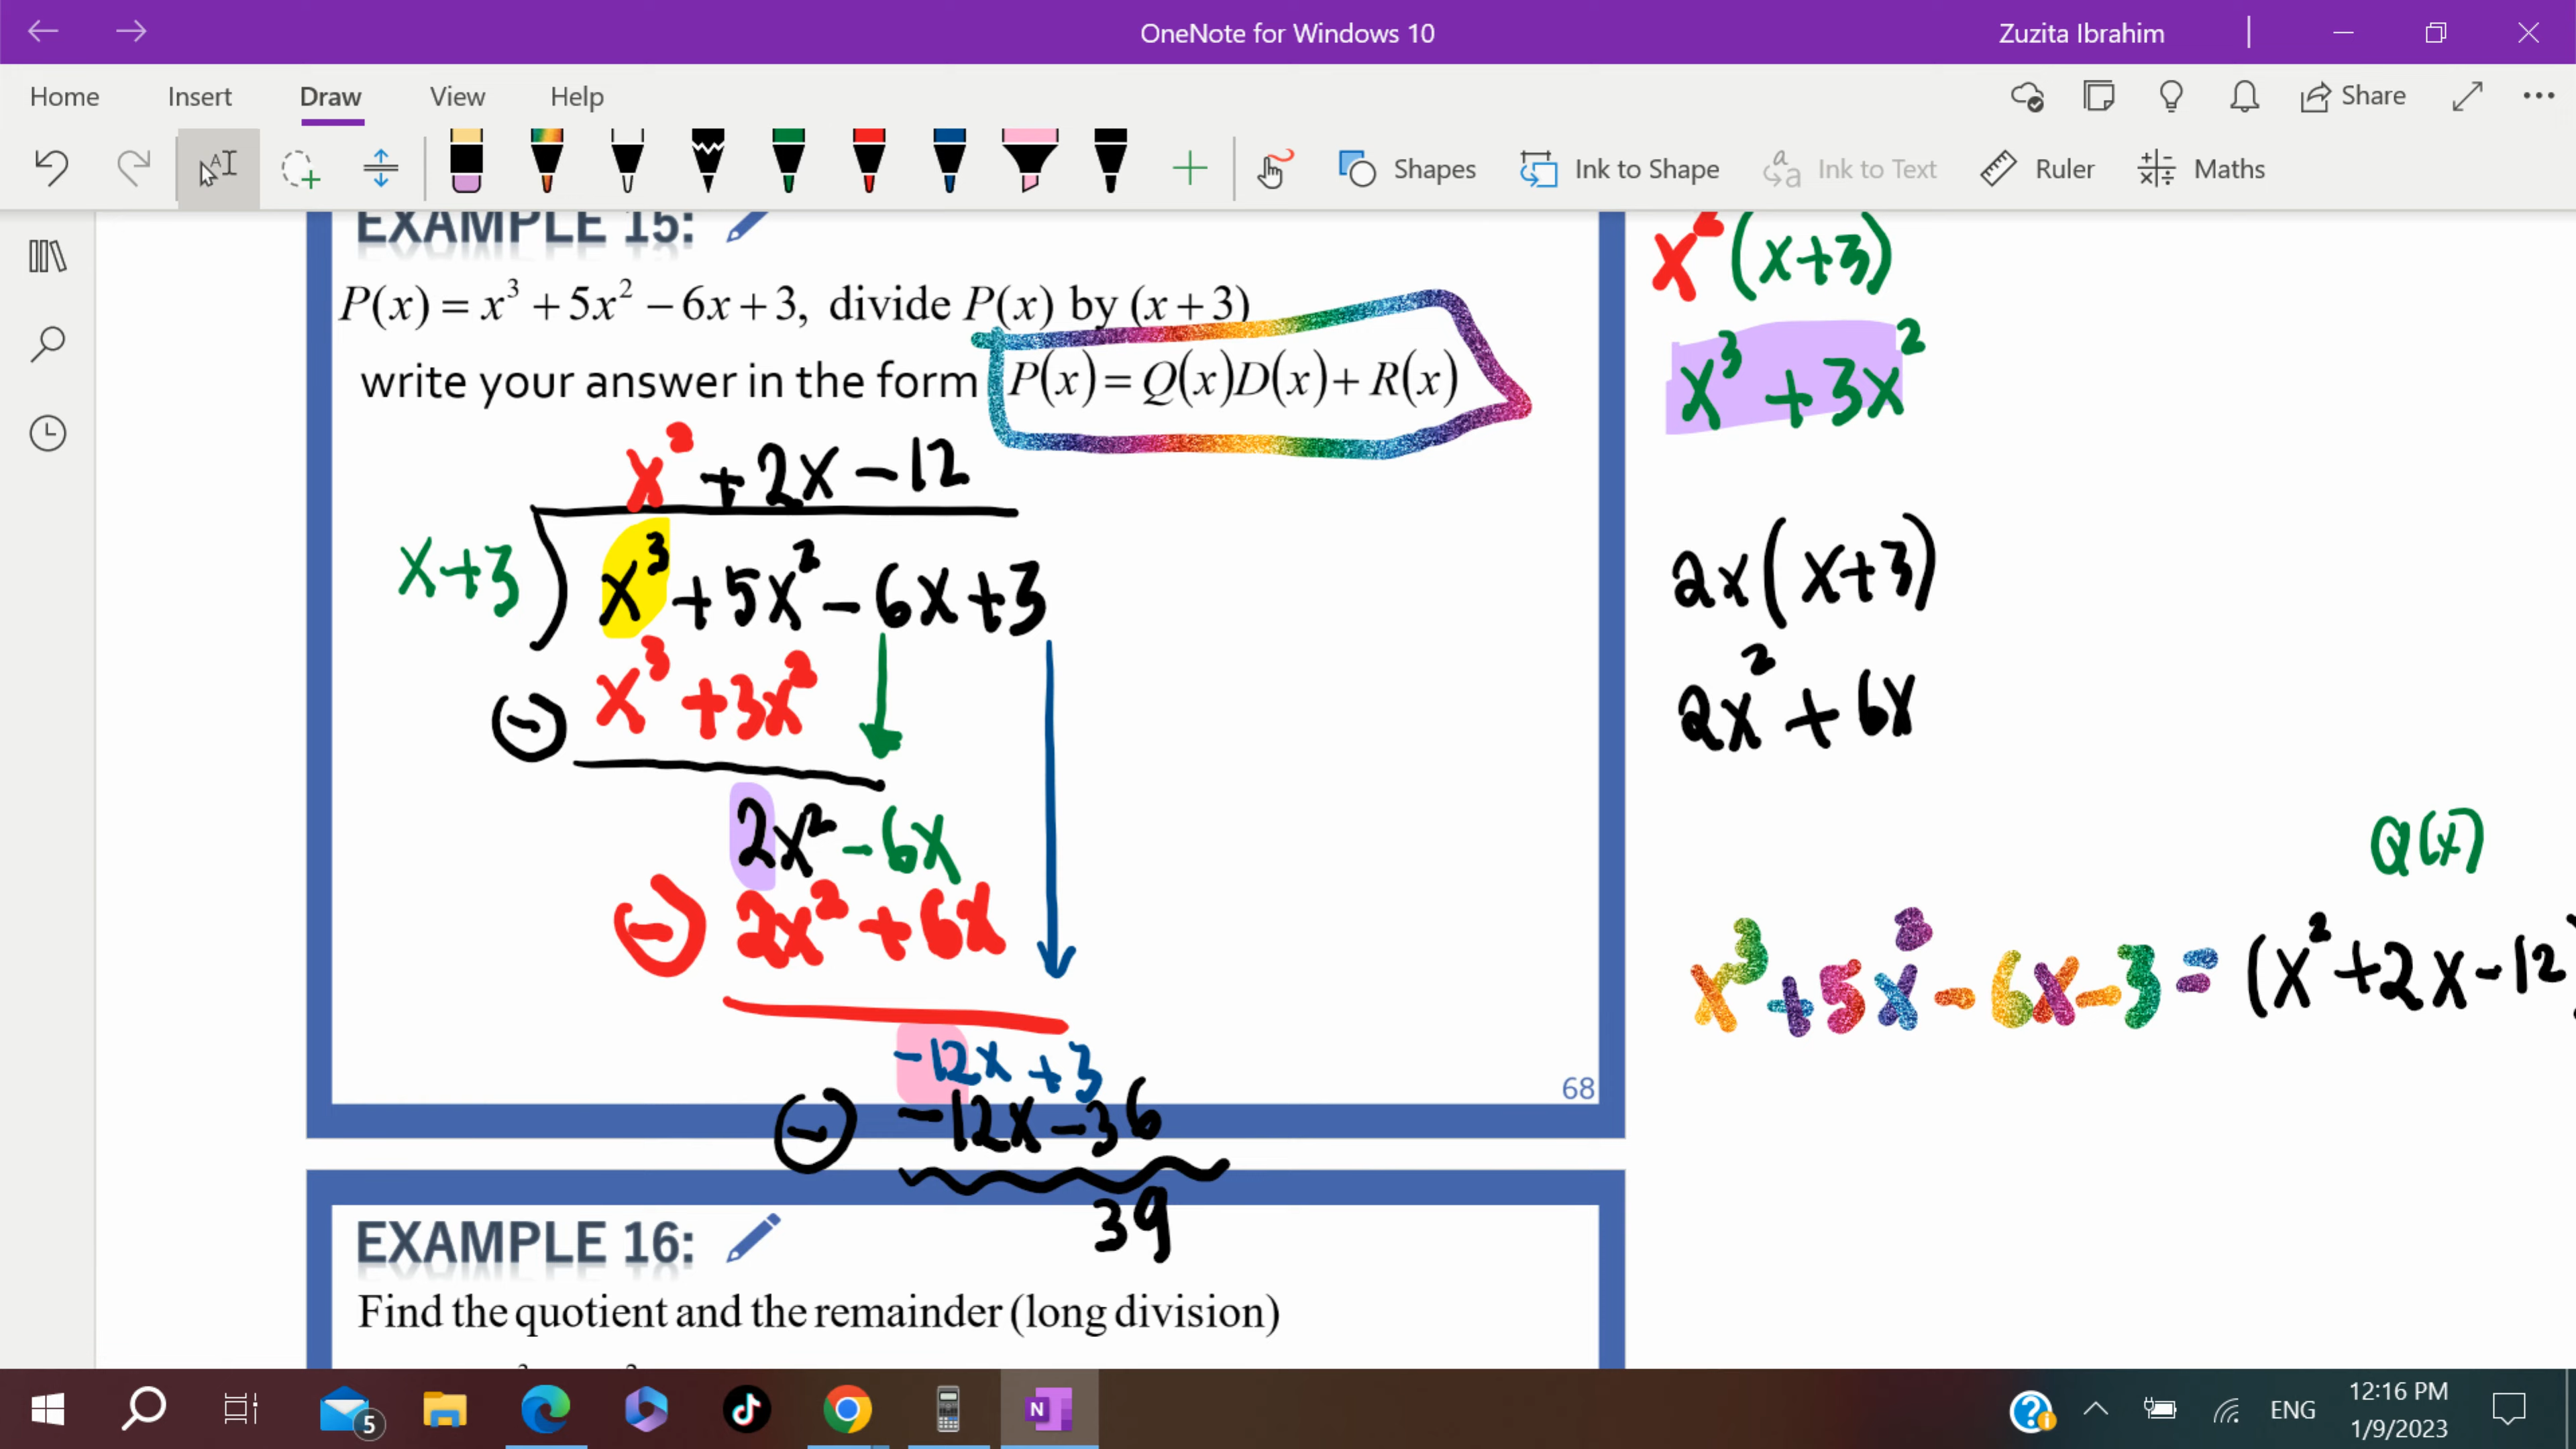 OneNote for Windows 10
Zuzita Ibrahim
Home Insert Draw View Help
Share
Shapes Ink to Shape Ink to Text Ruler Maths
EXAMPLE 15:
P(x) = x³ + 5x² − 6x + 3, divide P(x) by (x + 3)
write your answer in the form P(x) = Q(x)D(x) + R(x)
x² + 2x − 12
x+3 ) x³ + 5x² − 6x + 3
(−) x³ + 3x²
2x² − 6x
(−) 2x² + 6x
−12x + 3
(−) −12x − 36
39
68
x² (x+3)
x³ + 3x²
2x (x+3)
2x² + 6x
Q(x)
x³ + 5x² − 6x − 3 = (x² + 2x − 12)
EXAMPLE 16:
Find the quotient and the remainder (long division)
5
N
ENG
12:16 PM
1/9/2023